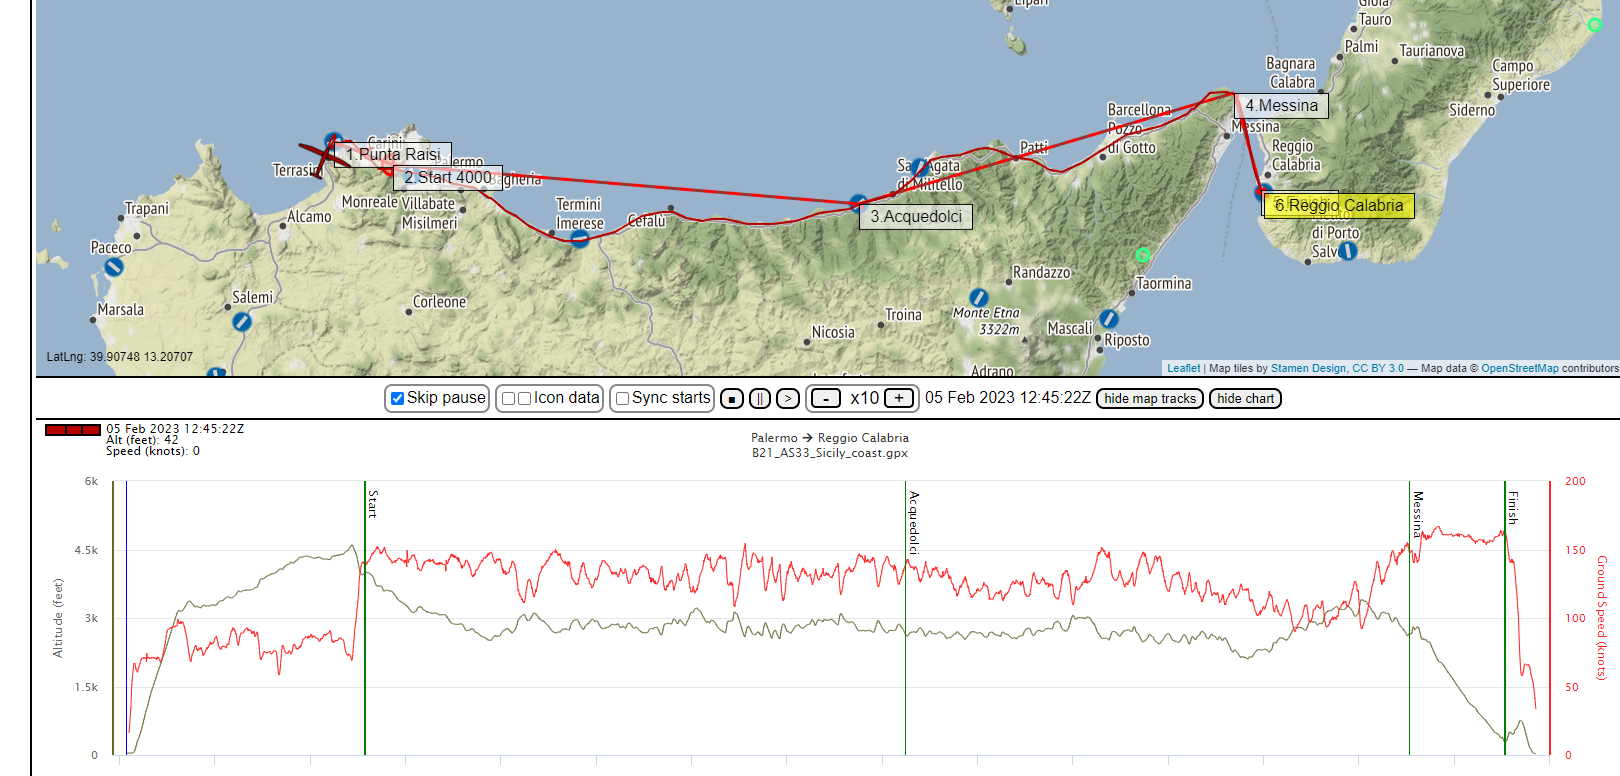 Lipari
Gioia
Tauro
Palmi
Taurianova
Bagnara
Calabra
Campo
Superiore
Siderno
Barcellona
Pozzo
di Gotto
4.Messina
Messina
Reggio
Calabria
Carini
1.Punta Raisi
Palermo
Terrasini
2.Start 4000
Bagheria
Patti
Sant'Agata
di Militello
Trapani
Alcamo
Monreale
Villabate
Misilmeri
Termini
Imerese
Cefalù
3.Acquedolci
6.Reggio Calabria
di Porto
Salvo
Paceco
Salemi
Marsala
Corleone
Randazzo
Taormina
Monte Etna
3322m
Troina
Nicosia
Mascali
Riposto
Adrano
LatLng: 39.90748 13.20707
Leaflet | Map tiles by Stamen Design, CC BY 3.0 — Map data © OpenStreetMap contributors
Skip pause
Icon data
Sync starts
■ || >
- x10 +
05 Feb 2023 12:45:22Z
hide map tracks
hide chart
05 Feb 2023 12:45:22Z
Alt (feet): 42
Speed (knots): 0
Palermo → Reggio Calabria
B21_AS33_Sicily_coast.gpx
6k
4.5k
3k
1.5k
0
Altitude (feet)
Start
Acquedolci
Messina
Finish
200
150
100
50
0
Ground Speed (knots)